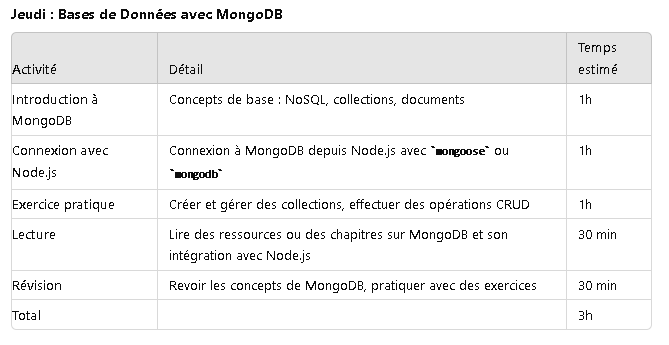 Jeudi : Bases de Données avec MongoDB
Temps
Activité Détail estimé
Introduction à Concepts de base : NoSQL, collections, documents 1h
MongoDB
Connexion avec Connexion à MongoDB depuis Node.js avec `mongoose` ou 1h
Node.js `mongodb`
Exercice pratique Créer et gérer des collections, effectuer des opérations CRUD 1h
Lecture Lire des ressources ou des chapitres sur MongoDB et son 30 min
intégration avec Node.js
Révision Revoir les concepts de MongoDB, pratiquer avec des exercices 30 min
Total 3h